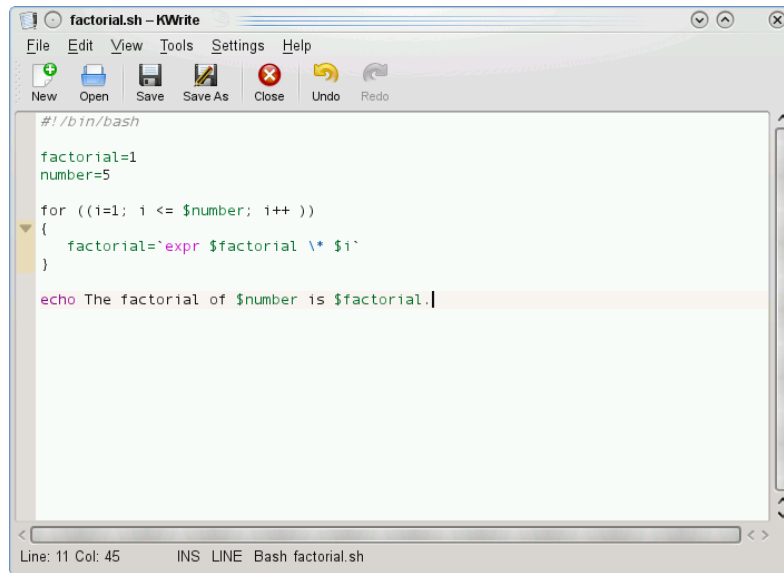 factorial.sh – KWrite
File Edit View Tools Settings Help
New Open Save Save As Close Undo Redo
#!/bin/bash
factorial=1
number=5
for ((i=1; i <= $number; i++ ))
{
factorial=`expr $factorial \* $i`
}
echo The factorial of $number is $factorial.
Line: 11 Col: 45 INS LINE Bash factorial.sh